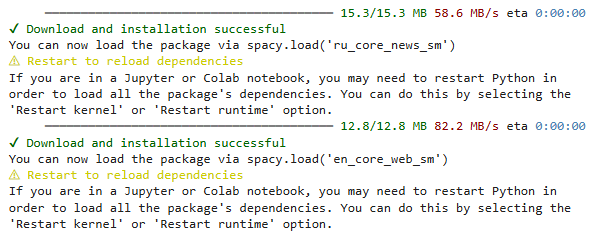 15.3/15.3 MB 58.6 MB/s eta 0:00:00
✔ Download and installation successful
You can now load the package via spacy.load('ru_core_news_sm')
⚠ Restart to reload dependencies
If you are in a Jupyter or Colab notebook, you may need to restart Python in
order to load all the package's dependencies. You can do this by selecting the
'Restart kernel' or 'Restart runtime' option.
12.8/12.8 MB 82.2 MB/s eta 0:00:00
✔ Download and installation successful
You can now load the package via spacy.load('en_core_web_sm')
⚠ Restart to reload dependencies
If you are in a Jupyter or Colab notebook, you may need to restart Python in
order to load all the package's dependencies. You can do this by selecting the
'Restart kernel' or 'Restart runtime' option.